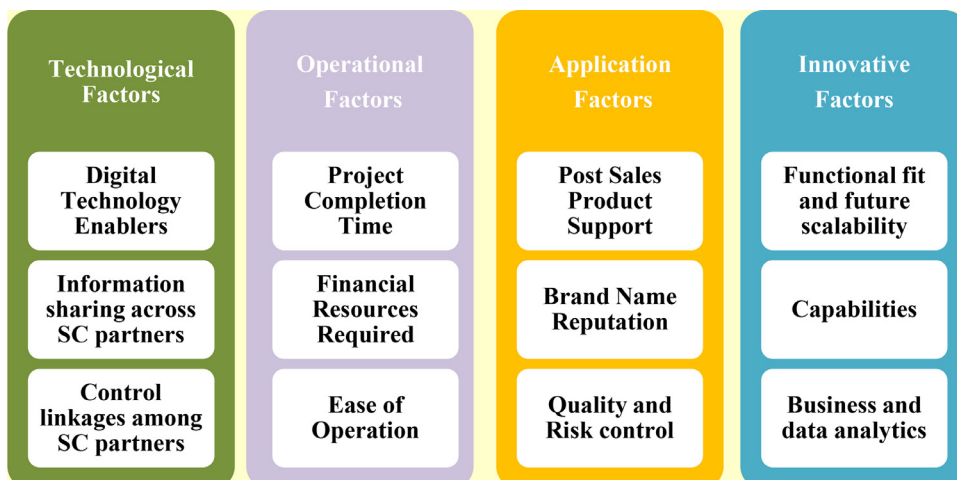 Technological
Factors
Digital
Technology
Enablers
Information
sharing across
SC partners
Control
linkages among
SC partners
Operational
Factors
Project
Completion
Time
Financial
Resources
Required
Ease of
Operation
Application
Factors
Post Sales
Product
Support
Brand Name
Reputation
Quality and
Risk control
Innovative
Factors
Functional fit
and future
scalability
Capabilities
Business and
data analytics